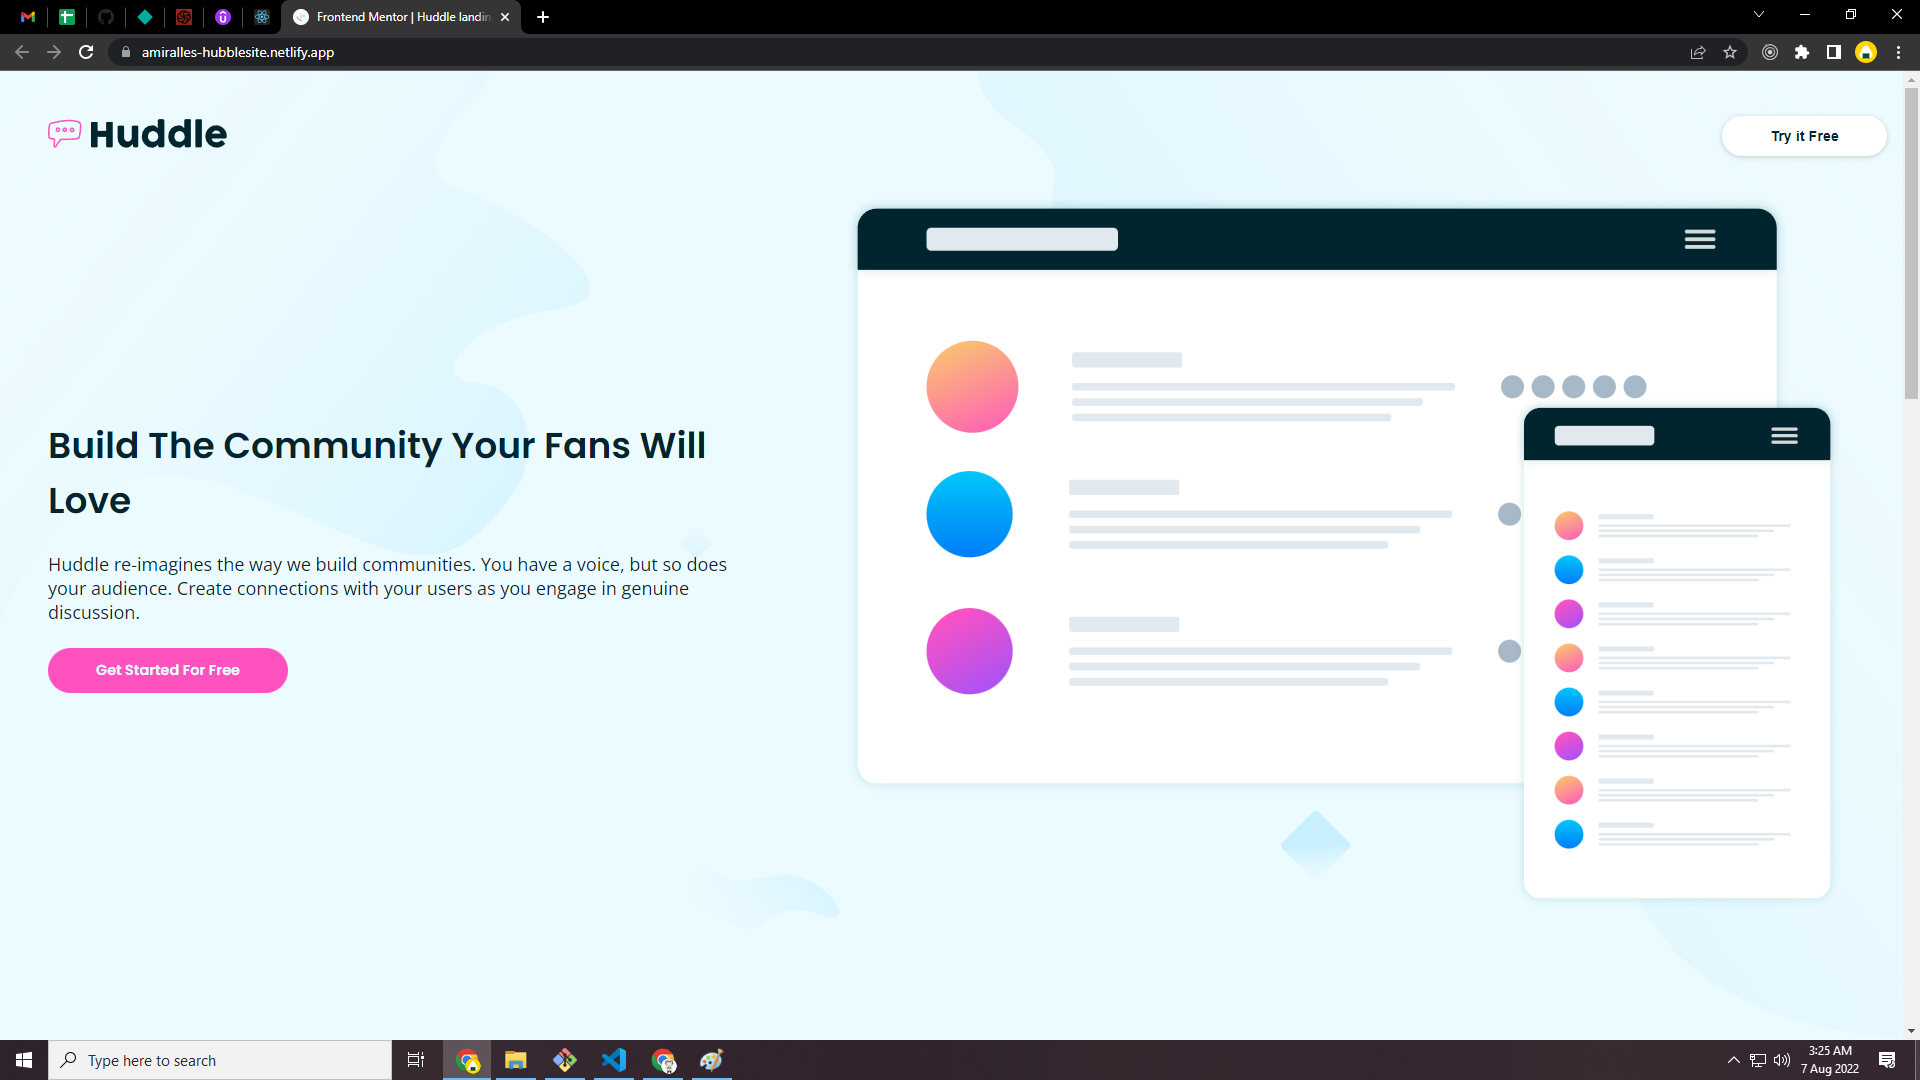 Frontend Mentor | Huddle landin
amiralles-hubblesite.netlify.app
Huddle
Try it Free
Build The Community Your Fans Will
Love
Huddle re-imagines the way we build communities. You have a voice, but so does
your audience. Create connections with your users as you engage in genuine
discussion.
Get Started For Free
Type here to search
3:25 AM
7 Aug 2022